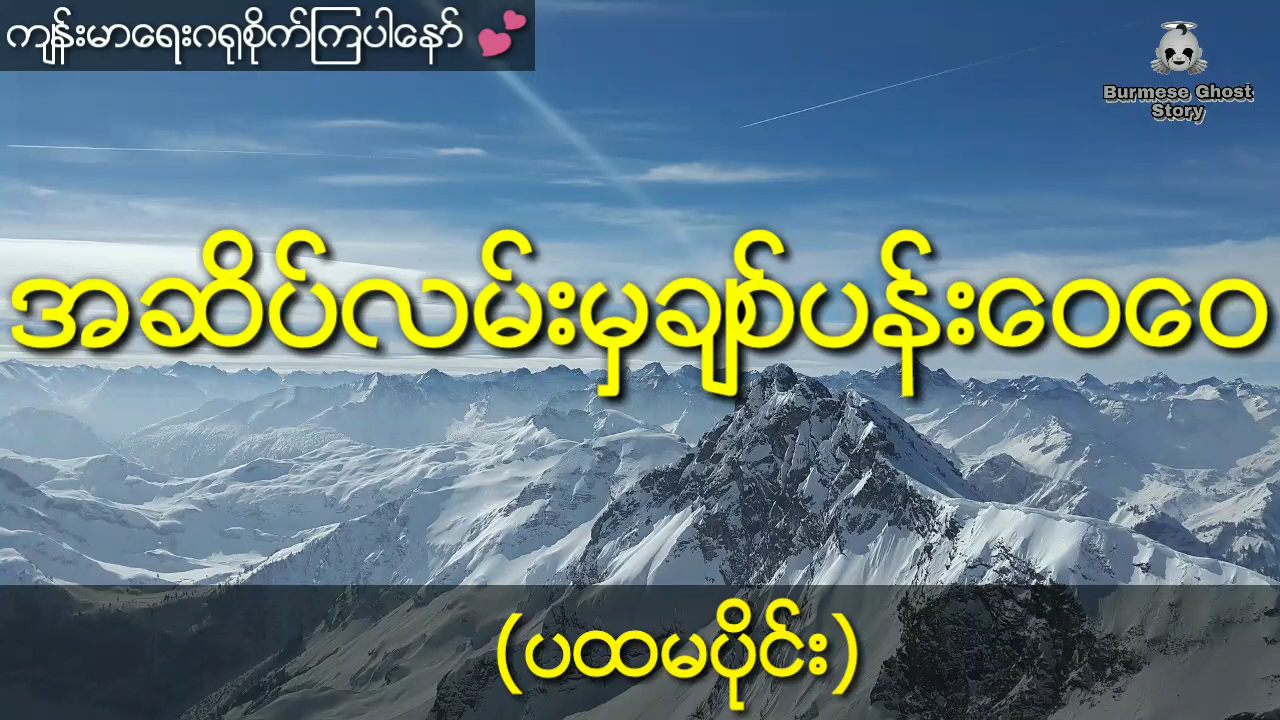 ကျန်းမာရေးဂရုစိုက်ကြပါနော် 💕
Burmese Ghost
Story
အဆိပ်လမ်းမှချစ်ပန်းဝေဝေ
(ပထမပိုင်း)